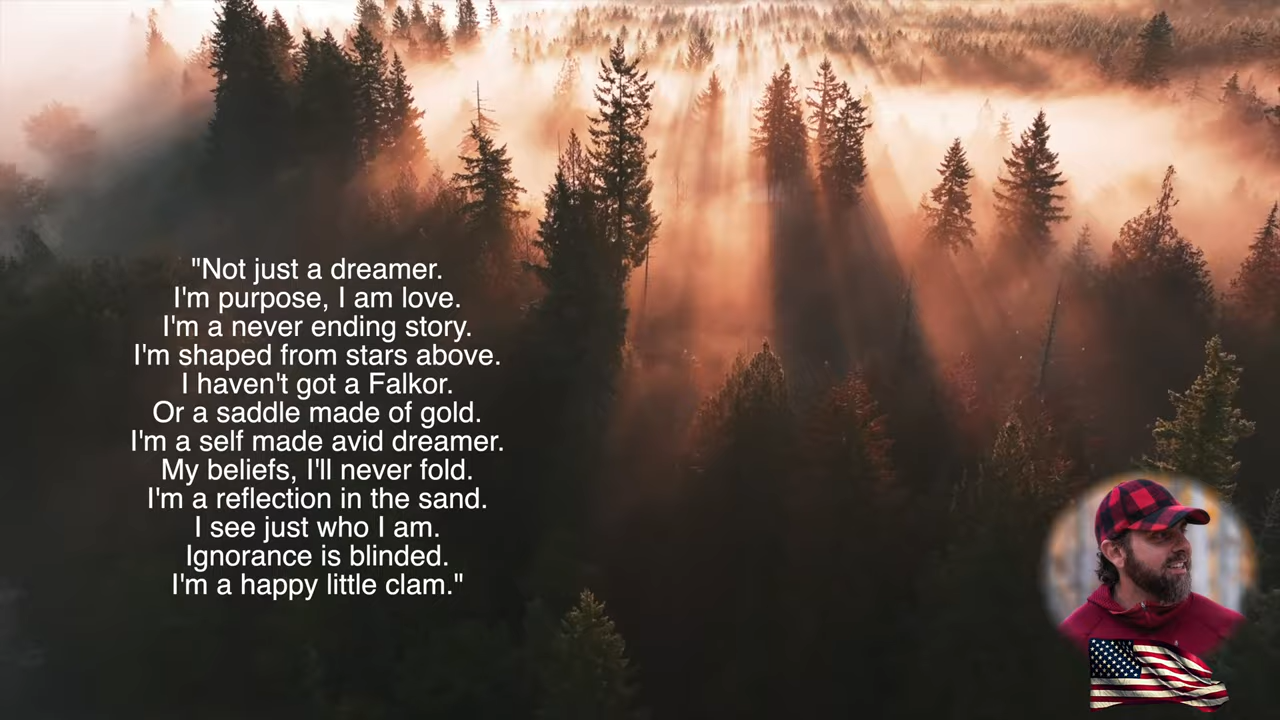 "Not just a dreamer.
I'm purpose, I am love.
I'm a never ending story.
I'm shaped from stars above.
I haven't got a Falkor.
Or a saddle made of gold.
I'm a self made avid dreamer.
My beliefs, I'll never fold.
I'm a reflection in the sand.
I see just who I am.
Ignorance is blinded.
I'm a happy little clam."